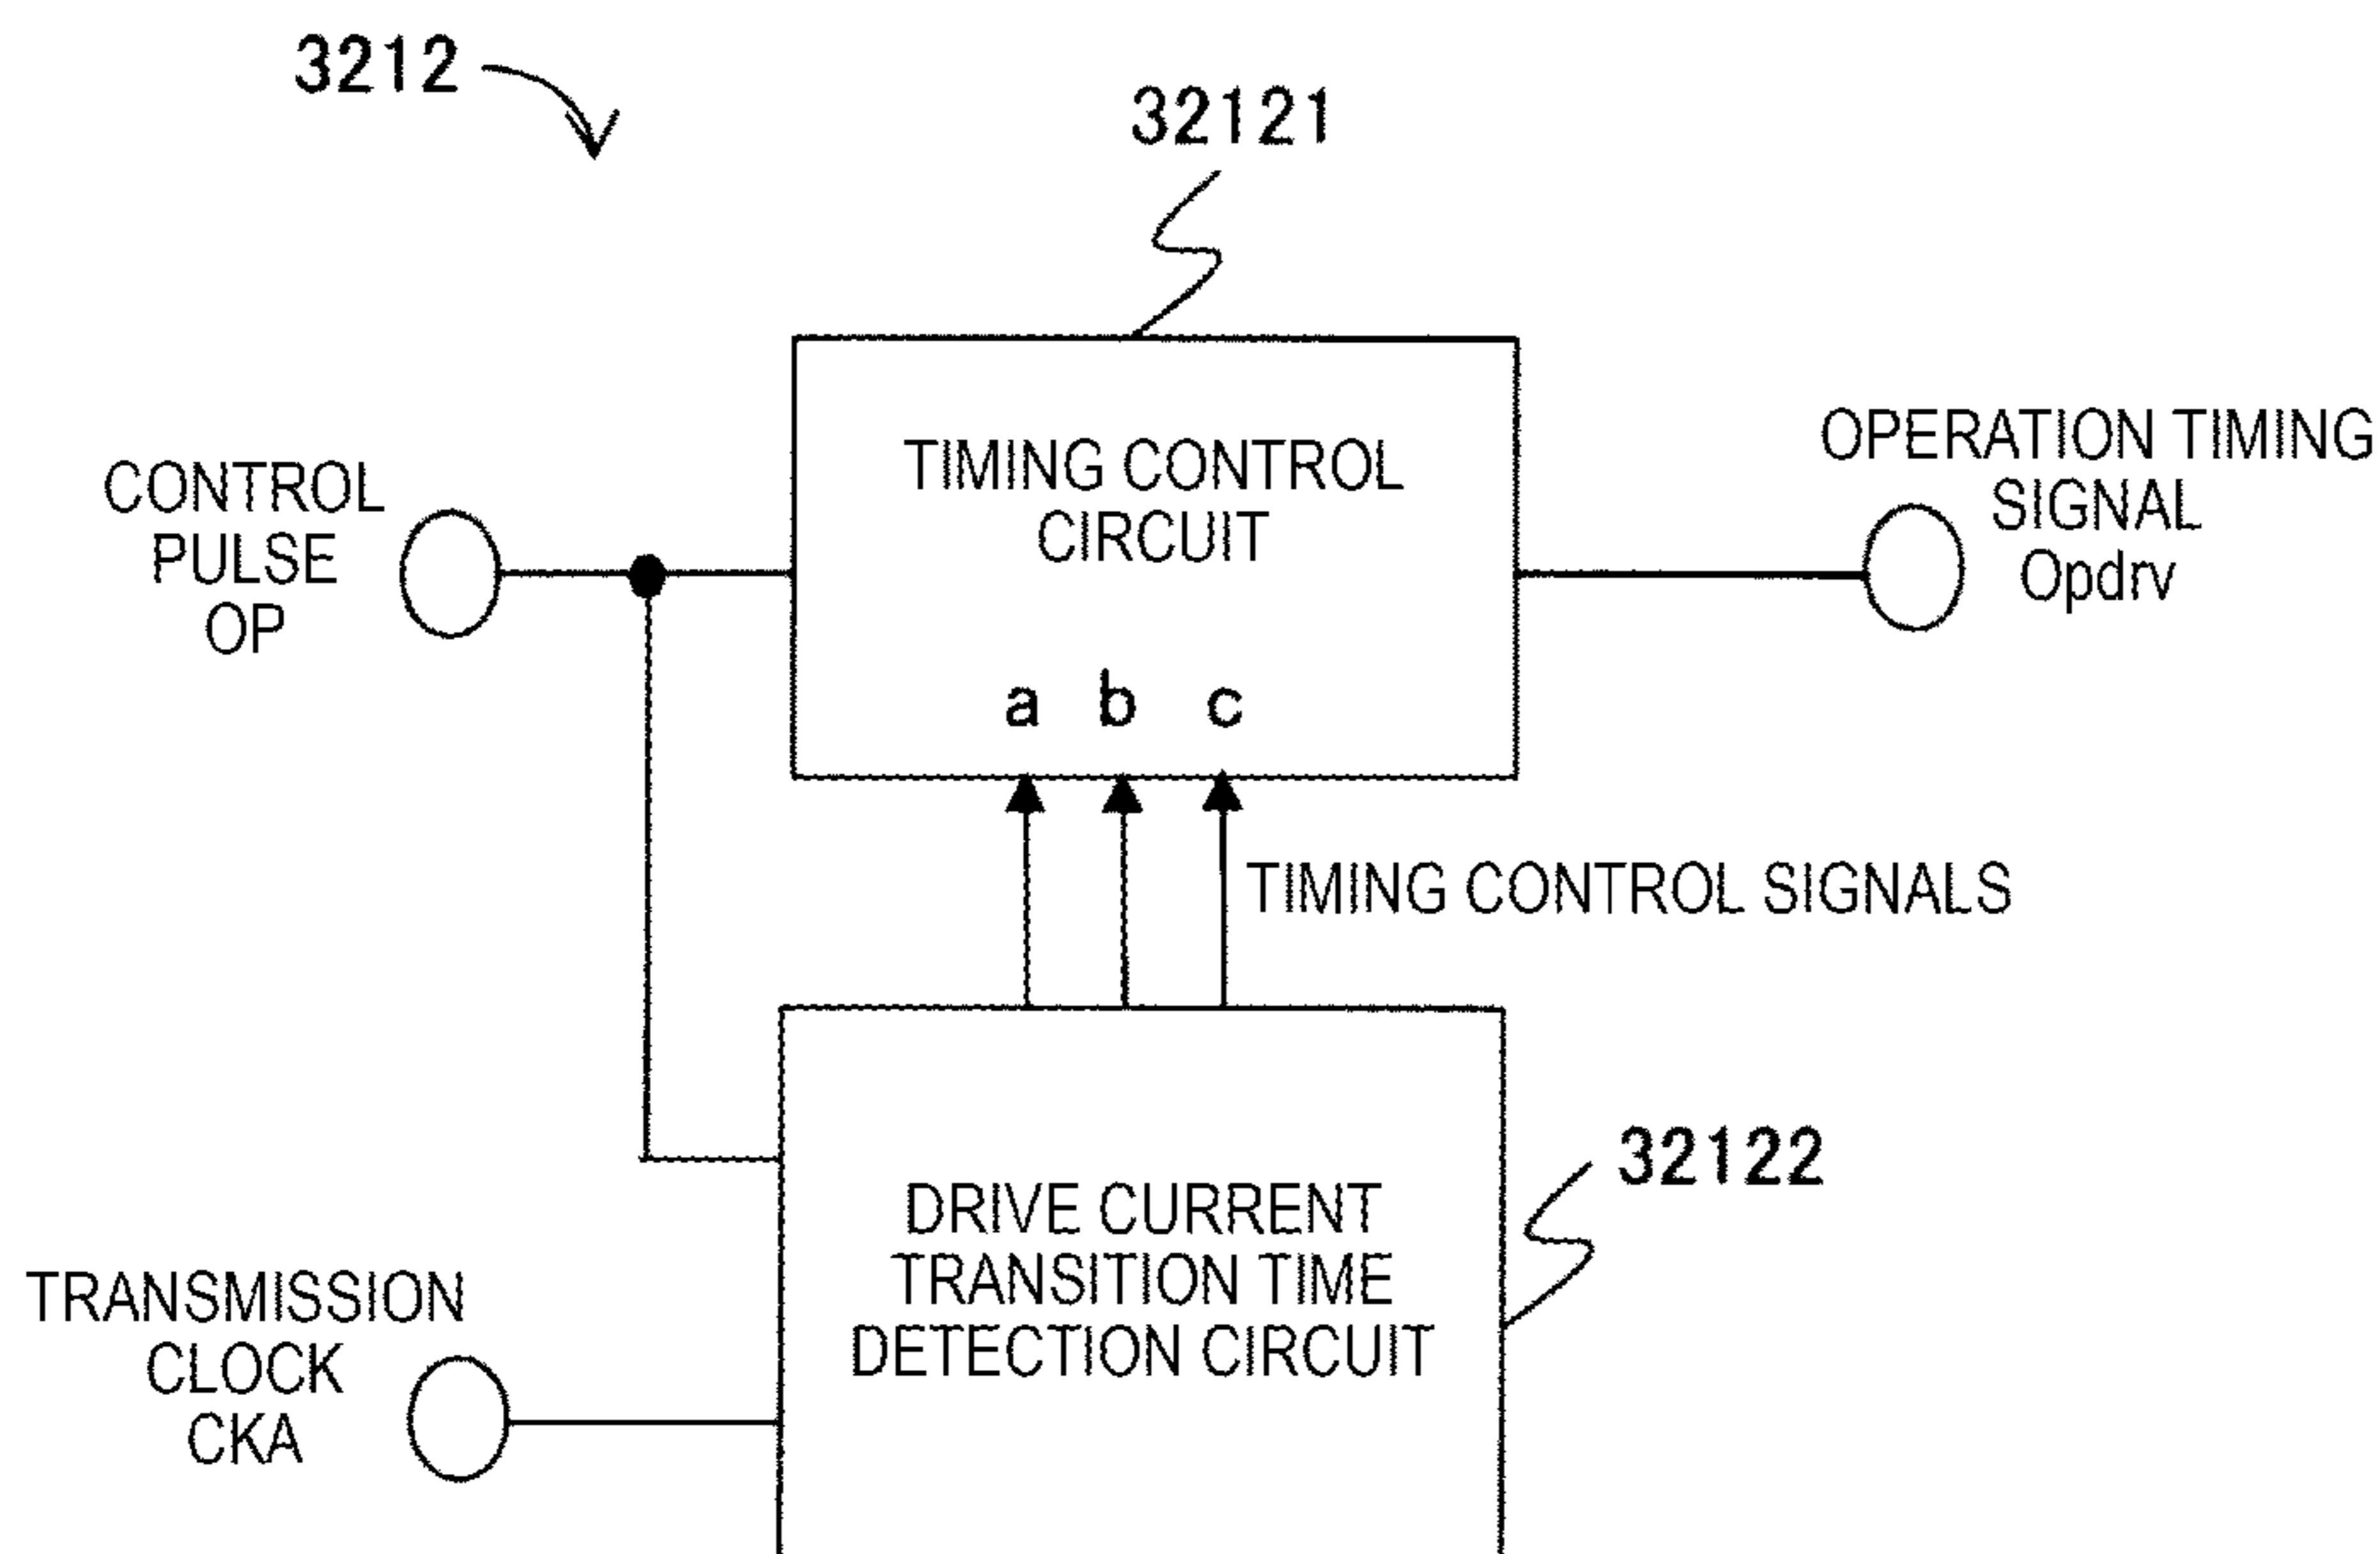 3212
32121
TIMING CONTROL
CIRCUIT
CONTROL
PULSE
OP
OPERATION TIMING
SIGNAL
Opdrv
a b c
TIMING CONTROL SIGNALS
32122
DRIVE CURRENT
TRANSITION TIME
DETECTION CIRCUIT
TRANSMISSION
CLOCK
CKA